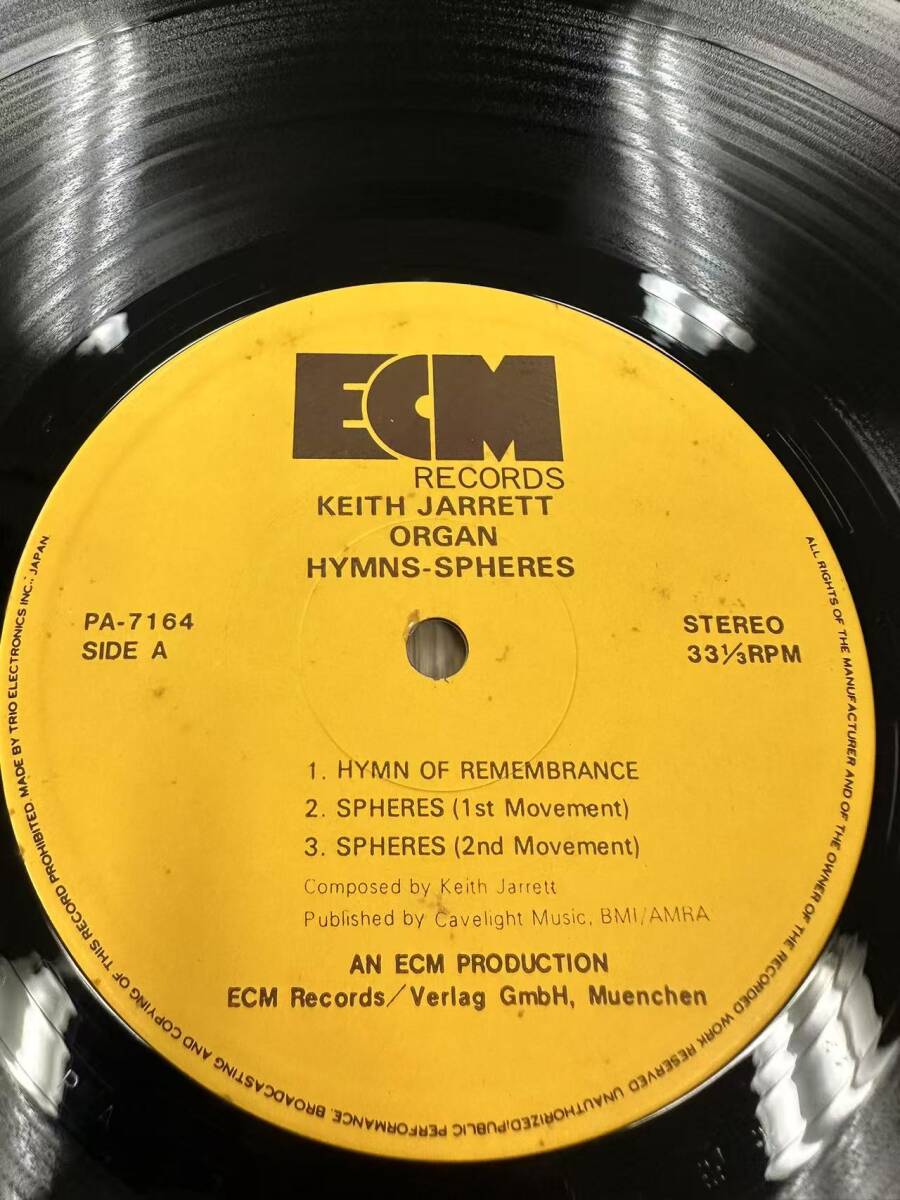 ECM
RECORDS
KEITH JARRETT
ORGAN
HYMNS-SPHERES
PA-7164
SIDE A
STEREO
33⅓RPM
1. HYMN OF REMEMBRANCE
2. SPHERES (1st Movement)
3. SPHERES (2nd Movement)
Composed by Keith Jarrett
Published by Cavelight Music, BMI/AMRA
AN ECM PRODUCTION
ECM Records/Verlag GmbH, Muenchen
ALL RIGHTS OF THE MANUFACTURER AND OF THE OWNER OF THE RECORDED WORK RESERVED UNAUTHORIZED PUBLIC PERFORMANCE. BROADCASTING AND COPYING OF THIS RECORD PROHIBITED. MADE BY TRIO ELECTRONICS INC., JAPAN.